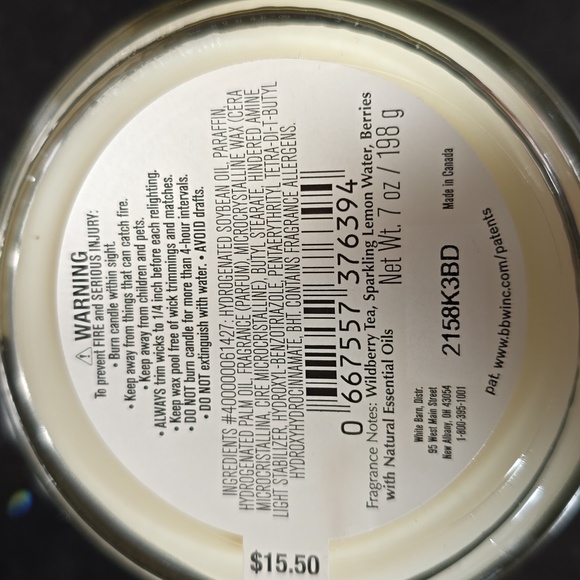 ⚠ WARNING
To prevent FIRE and SERIOUS INJURY:
• Burn candle within sight.
• Keep away from things that can catch fire.
• Keep away from children and pets.
• ALWAYS trim wicks to 1/4 inch before each relighting.
• Keep wax pool free of wick trimmings and matches.
• DO NOT burn candle for more than 4-hour intervals.
• DO NOT extinguish with water. • AVOID drafts.
INGREDIENTS #400000061427: HYDROGENATED SOYBEAN OIL, PARAFFIN,
HYDROGENATED PALM OIL, FRAGRANCE (PARFUM), MICROCRYSTALLINE WAX (CERA
MICROCRISTALLINA, CIRE MICROCRISTALLINE), BUTYL STEARATE, HINDERED AMINE
LIGHT STABILIZER, HYDROXYL-BENZOTRIAZOLE, PENTAERYTHRITYL TETRA-DI-T-BUTYL
HYDROXYHYDROCINNAMATE, BHT. CONTAINS FRAGRANCE ALLERGENS.
0 667557 376394
Fragrance Notes: Wildberry Tea, Sparkling Lemon Water, Berries
with Natural Essential Oils
Net Wt. 7 oz / 198 g
White Barn, Distr.
95 West Main Street
New Albany, OH 43054
1-800-395-1001
2158K3BD
Made in Canada
pat. www.bbwinc.com/patents
$15.50